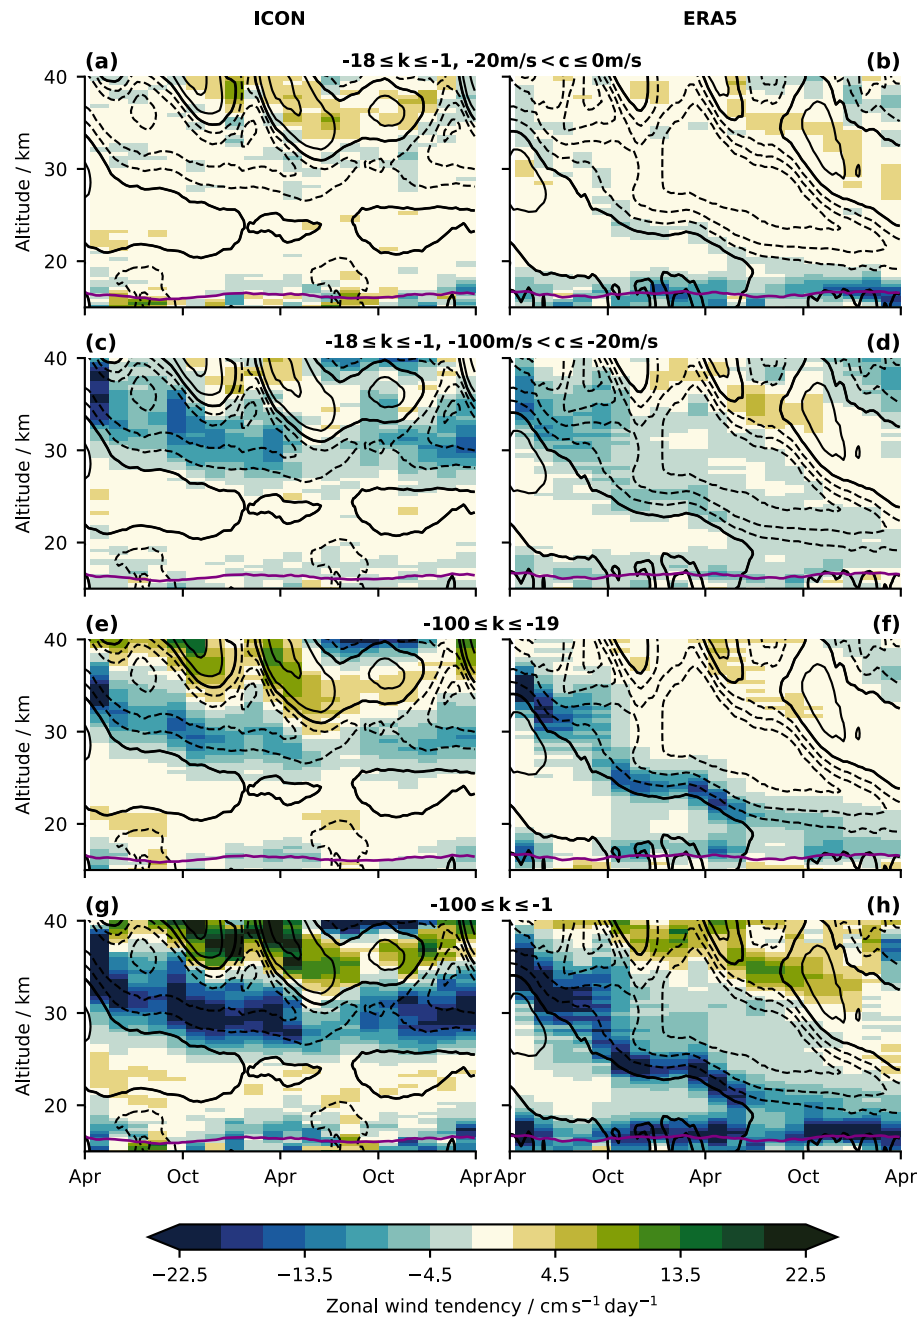 ICON ERA5
(a) -18 ≤ k ≤ -1, -20m/s < c ≤ 0m/s (b)
40
30
20
Altitude / km
(c) -18 ≤ k ≤ -1, -100m/s < c ≤ -20m/s (d)
40
30
20
Altitude / km
(e) -100 ≤ k ≤ -19 (f)
40
30
20
Altitude / km
(g) -100 ≤ k ≤ -1 (h)
40
30
20
Altitude / km
Apr Oct Apr Oct Apr Apr Oct Apr Oct Apr
−22.5 −13.5 −4.5 4.5 13.5 22.5
Zonal wind tendency / cm s⁻¹ day⁻¹